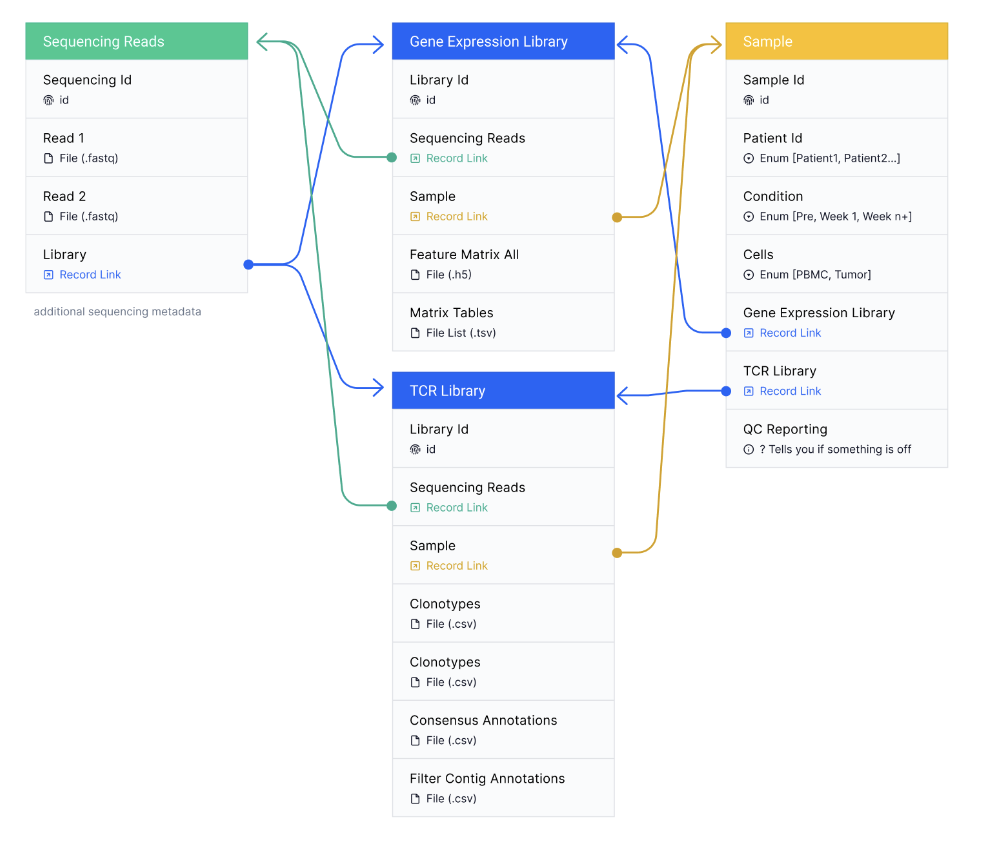 Sequencing Reads
Sequencing Id
id
Read 1
File (.fastq)
Read 2
File (.fastq)
Library
Record Link
additional sequencing metadata
Gene Expression Library
Library Id
id
Sequencing Reads
Record Link
Sample
Record Link
Feature Matrix All
File (.h5)
Matrix Tables
File List (.tsv)
TCR Library
Library Id
id
Sequencing Reads
Record Link
Sample
Record Link
Clonotypes
File (.csv)
Clonotypes
File (.csv)
Consensus Annotations
File (.csv)
Filter Contig Annotations
File (.csv)
Sample
Sample Id
id
Patient Id
Enum [Patient1, Patient2...]
Condition
Enum [Pre, Week 1, Week n+]
Cells
Enum [PBMC, Tumor]
Gene Expression Library
Record Link
TCR Library
Record Link
QC Reporting
? Tells you if something is off